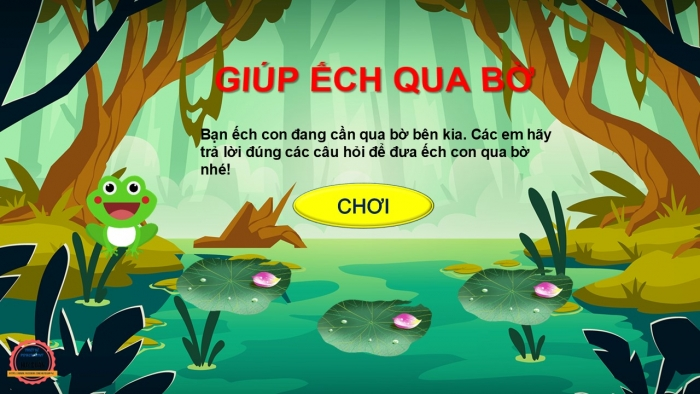 GIÚP ẾCH QUA BỜ
Bạn ếch con đang cần qua bờ bên kia. Các em hãy
trả lời đúng các câu hỏi để đưa ếch con qua bờ
nhé!
CHƠI